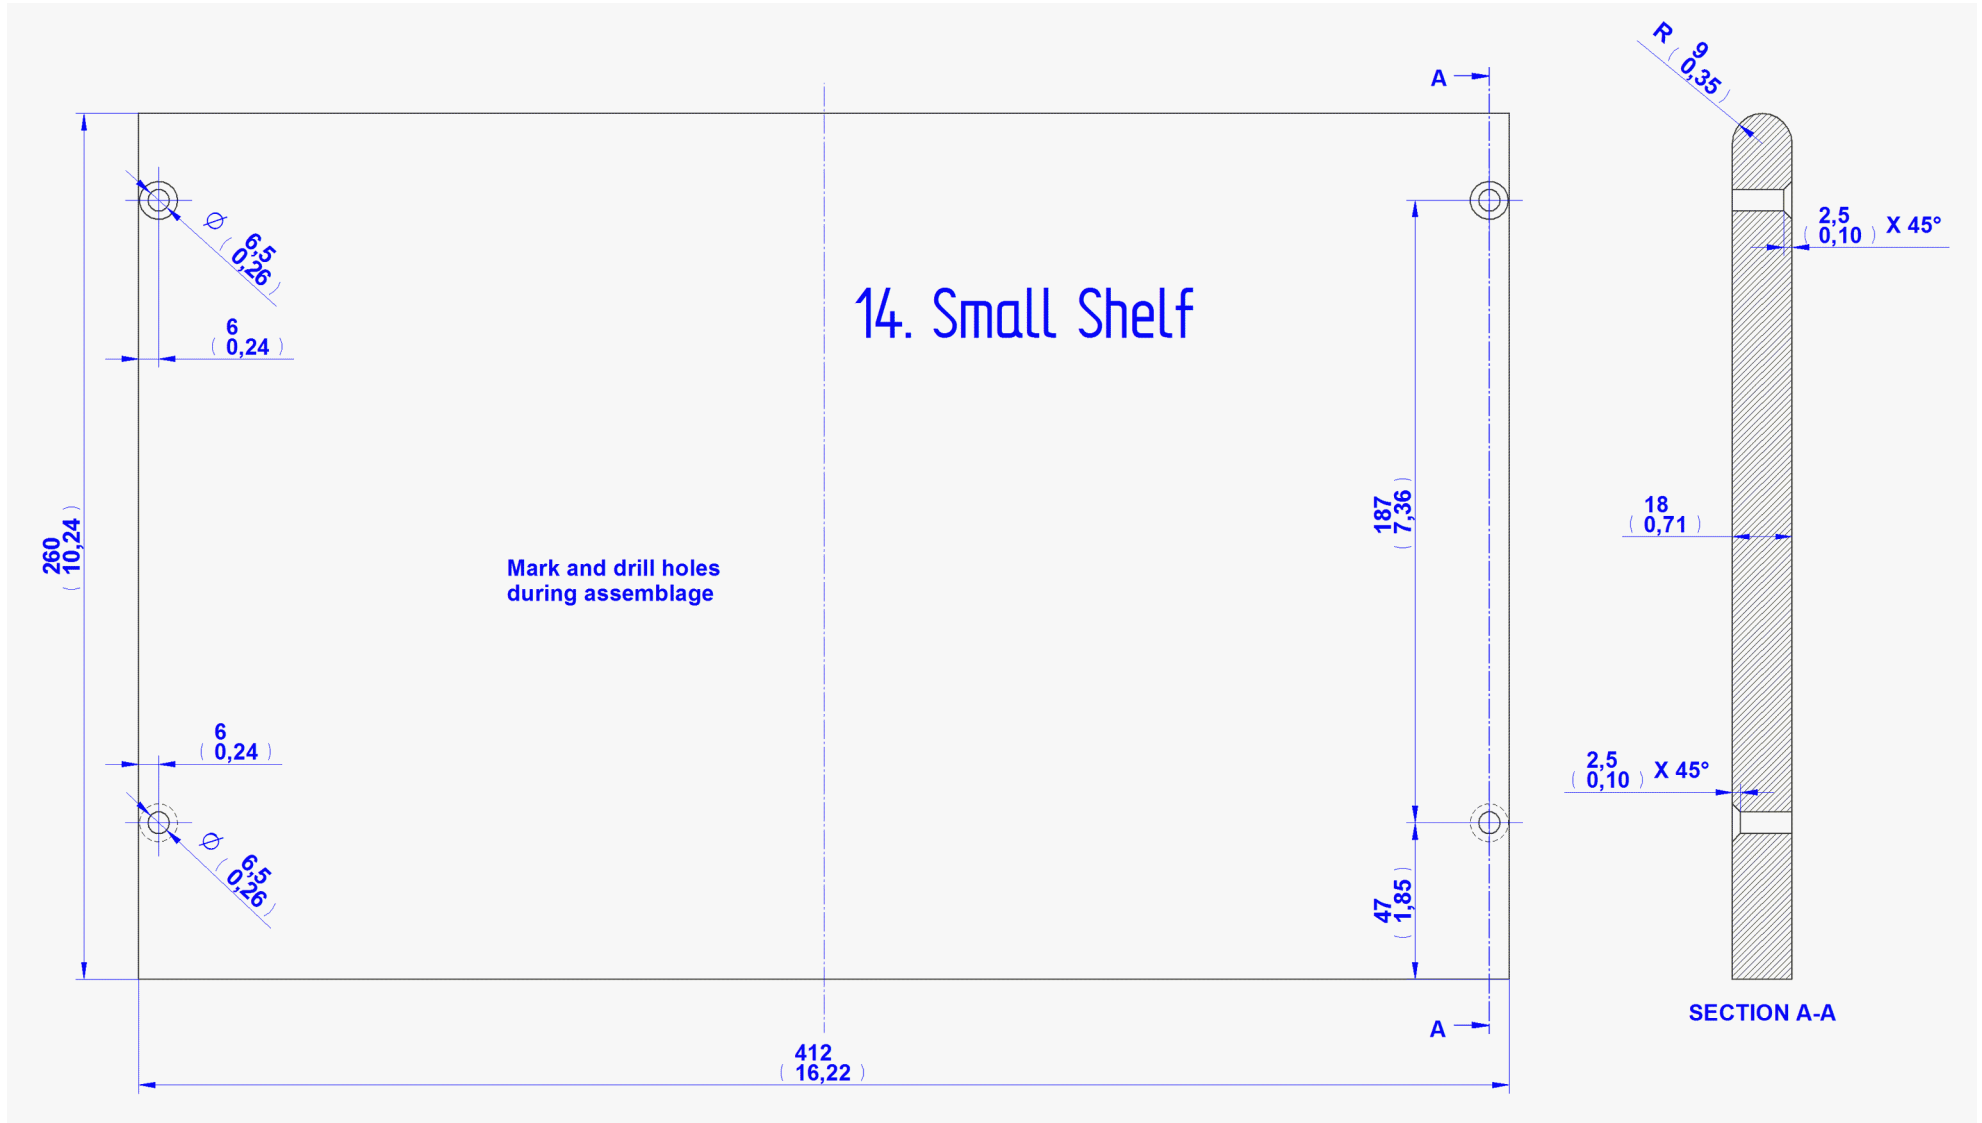 R 9
( 0,35 )
A
∅ 6,5
( 0,26 )
2,5
( 0,10 ) X 45°
14. Small Shelf
6
( 0,24 )
18
( 0,71 )
187
( 7,36 )
260
( 10,24 )
Mark and drill holes
during assemblage
6
( 0,24 )
2,5
( 0,10 ) X 45°
∅ 6,5
( 0,26 )
47
( 1,85 )
SECTION A-A
A
412
( 16,22 )